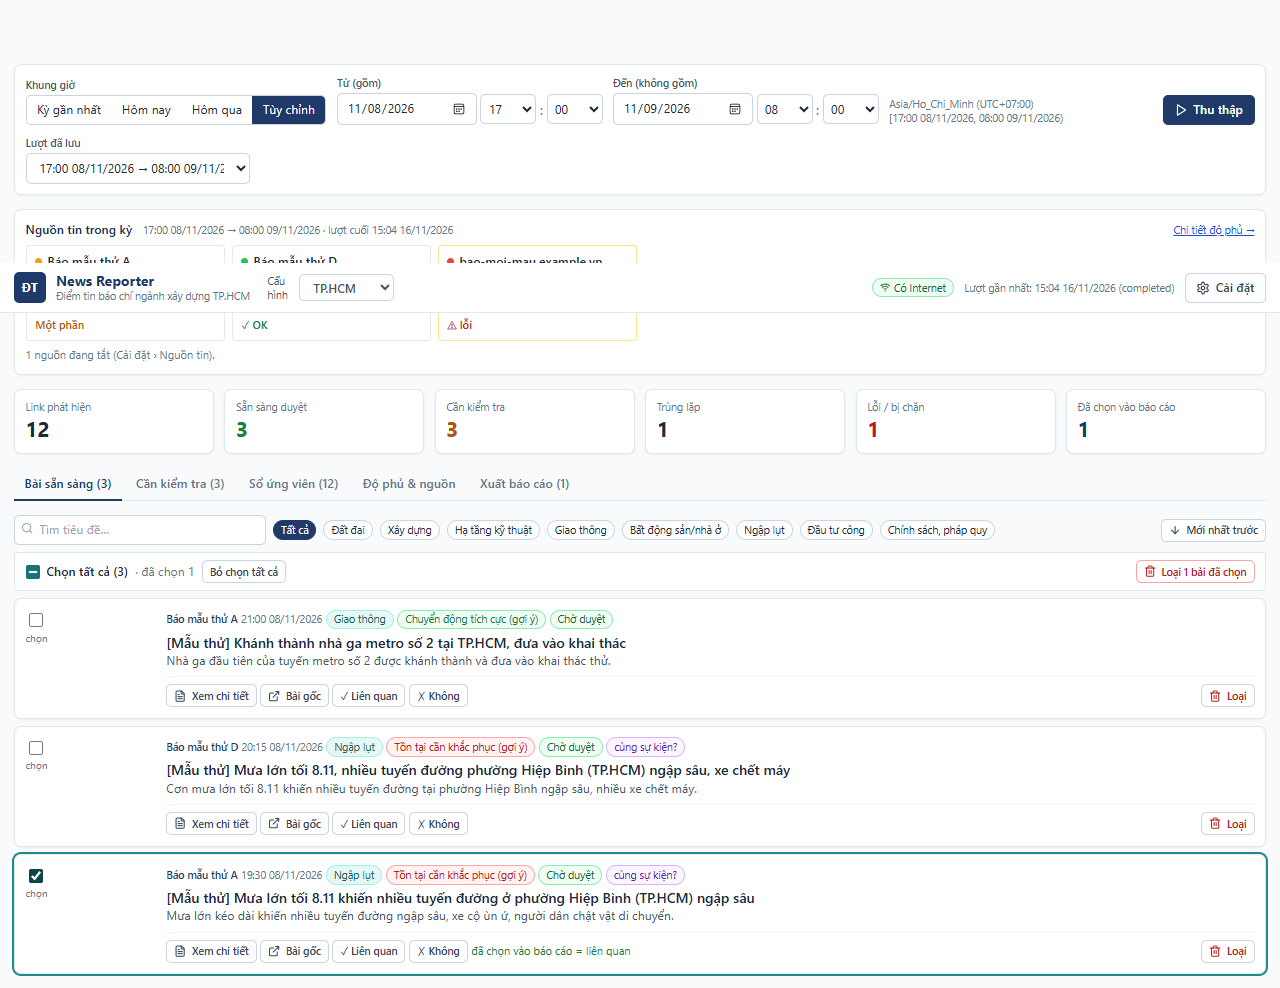 Khung giờ
Kỳ gần nhất Hôm nay Hôm qua Tùy chỉnh
Từ (gồm)
11/08/2026 17 : 00
Đến (không gồm)
11/09/2026 08 : 00
Asia/Ho_Chi_Minh (UTC+07:00)
[17:00 08/11/2026, 08:00 09/11/2026)
Thu thập
Lượt đã lưu
17:00 08/11/2026 → 08:00 09/11/2
Nguồn tin trong kỳ 17:00 08/11/2026 → 08:00 09/11/2026 · lượt cuối 15:04 16/11/2026
Chi tiết độ phủ →
Báo mẫu thử A Báo mẫu thử D bao-moi-mau.example.vn
ĐT
News Reporter
Điểm tin báo chí ngành xây dựng TP.HCM
Cấu hình
TP.HCM
Có Internet
Lượt gần nhất: 15:04 16/11/2026 (completed)
Cài đặt
Một phần ✓ OK ⚠ lỗi
1 nguồn đang tắt (Cài đặt › Nguồn tin).
Link phát hiện
12
Sẵn sàng duyệt
3
Cần kiểm tra
3
Trùng lặp
1
Lỗi / bị chặn
1
Đã chọn vào báo cáo
1
Bài sẵn sàng (3) Cần kiểm tra (3) Sổ ứng viên (12) Độ phủ & nguồn Xuất báo cáo (1)
Tìm tiêu đề...
Tất cả Đất đai Xây dựng Hạ tầng kỹ thuật Giao thông Bất động sản/nhà ở Ngập lụt Đầu tư công Chính sách, pháp quy
↓ Mới nhất trước
Chọn tất cả (3) · đã chọn 1 Bỏ chọn tất cả
Loại 1 bài đã chọn
chọn
Báo mẫu thử A 21:00 08/11/2026 Giao thông Chuyển động tích cực (gợi ý) Chờ duyệt
[Mẫu thử] Khánh thành nhà ga metro số 2 tại TP.HCM, đưa vào khai thác
Nhà ga đầu tiên của tuyến metro số 2 được khánh thành và đưa vào khai thác thử.
Xem chi tiết Bài gốc ✓ Liên quan ✗ Không
Loại
chọn
Báo mẫu thử D 20:15 08/11/2026 Ngập lụt Tồn tại cần khắc phục (gợi ý) Chờ duyệt cùng sự kiện?
[Mẫu thử] Mưa lớn tối 8.11, nhiều tuyến đường phường Hiệp Bình (TP.HCM) ngập sâu, xe chết máy
Cơn mưa lớn tối 8.11 khiến nhiều tuyến đường tại phường Hiệp Bình ngập sâu, nhiều xe chết máy.
Xem chi tiết Bài gốc ✓ Liên quan ✗ Không
Loại
chọn
Báo mẫu thử A 19:30 08/11/2026 Ngập lụt Tồn tại cần khắc phục (gợi ý) Chờ duyệt cùng sự kiện?
[Mẫu thử] Mưa lớn tối 8.11 khiến nhiều tuyến đường ở phường Hiệp Bình (TP.HCM) ngập sâu
Mưa lớn kéo dài khiến nhiều tuyến đường ngập sâu, xe cộ ùn ứ, người dân chật vật di chuyển.
Xem chi tiết Bài gốc ✓ Liên quan ✗ Không đã chọn vào báo cáo = liên quan
Loại